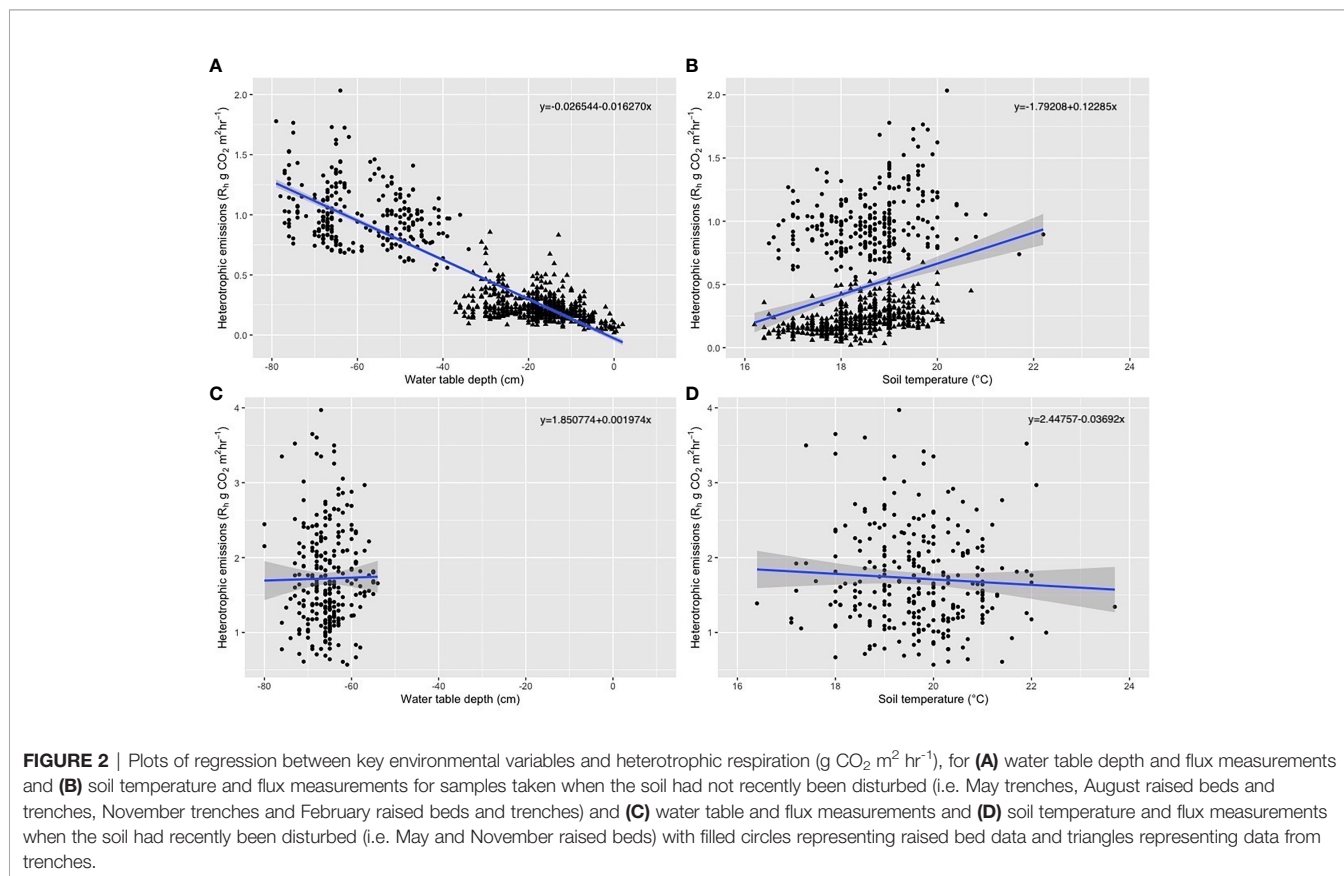 A
y=-0.026544-0.016270x
Heterotrophic emissions (Rh g CO2 m2hr-1)
2.0
1.5
1.0
0.5
0.0
-80
-60
-40
-20
0
Water table depth (cm)
B
y=-1.79208+0.12285x
Heterotrophic emissions (Rh g CO2 m2hr-1)
2.0
1.5
1.0
0.5
0.0
16
18
20
22
24
Soil temperature (°C)
C
y=1.850774+0.001974x
Heterotrophic emissions (Rh g CO2 m2 hr-1)
4
3
2
1
-80
-60
-40
-20
0
Water table depth (cm)
D
y=2.44757-0.03692x
Heterotrophic emissions (Rh g CO2 m2hr-1)
4
3
2
1
16
18
20
22
24
Soil temperature (°C)
FIGURE 2 | Plots of regression between key environmental variables and heterotrophic respiration (g CO2 m2 hr-1), for (A) water table depth and flux measurements
and (B) soil temperature and flux measurements for samples taken when the soil had not recently been disturbed (i.e. May trenches, August raised beds and
trenches, November trenches and February raised beds and trenches) and (C) water table and flux measurements and (D) soil temperature and flux measurements
when the soil had recently been disturbed (i.e. May and November raised beds) with filled circles representing raised bed data and triangles representing data from
trenches.